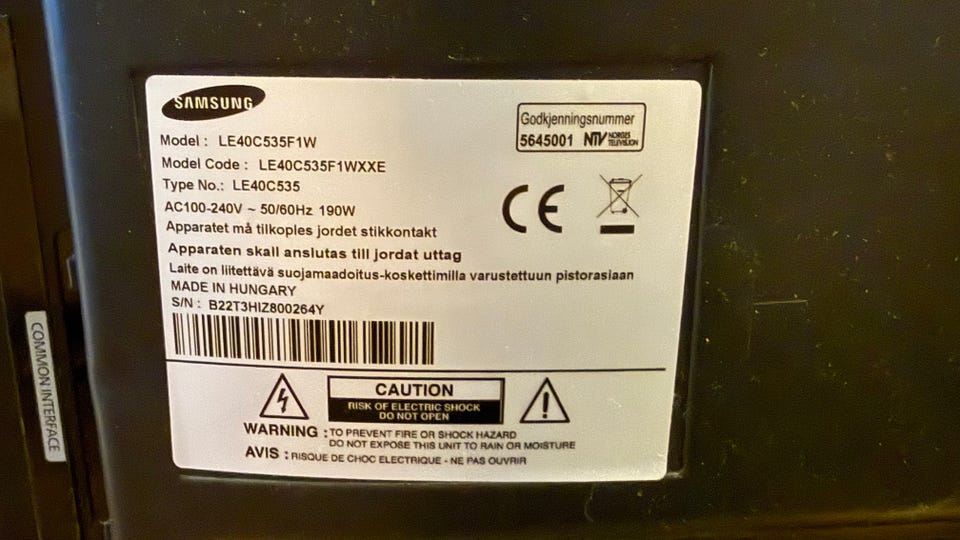 SAMSUNG
Model : LE40C535F1W
Model Code : LE40C535F1WXXE
Type No.: LE40C535
AC100-240V ~ 50/60Hz 190W
Apparatet må tilkoples jordet stikkontakt
Apparaten skall anslutas till jordat uttag
Laite on liitettävä suojamaadoitus-koskettimilla varustettuun pistorasiaan
MADE IN HUNGARY
S/N : B22T3HIZ800264Y
Godkjenningsnummer
5645001 NTV NORGES TELEVISJON
CE
CAUTION
RISK OF ELECTRIC SHOCK
DO NOT OPEN
WARNING : TO PREVENT FIRE OR SHOCK HAZARD
DO NOT EXPOSE THIS UNIT TO RAIN OR MOISTURE
AVIS : RISQUE DE CHOC ELECTRIQUE - NE PAS OUVRIR
COMMON INTERFACE